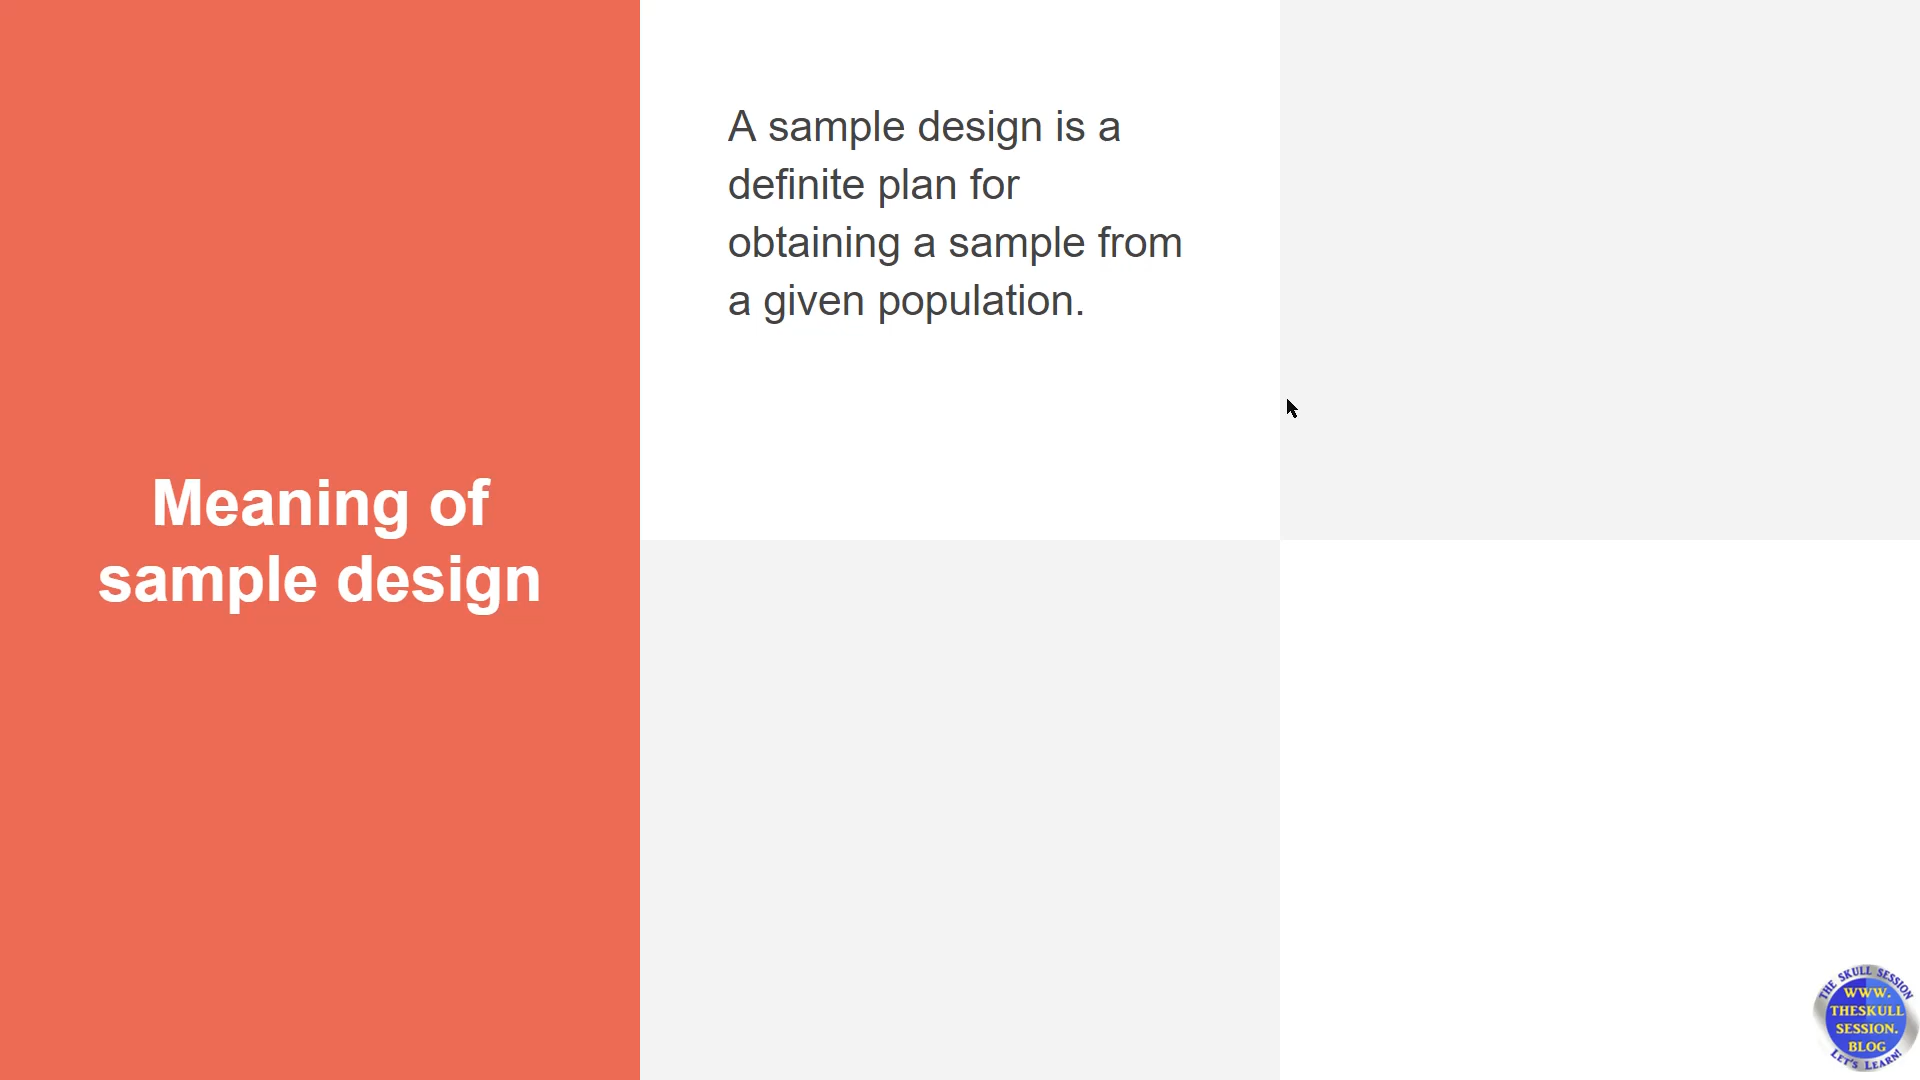 Meaning of
sample design
A sample design is a
definite plan for
obtaining a sample from
a given population.
THE SKULL SESSION
WWW.
THESKULL
SESSION.
BLOG
LET'S LEARN!